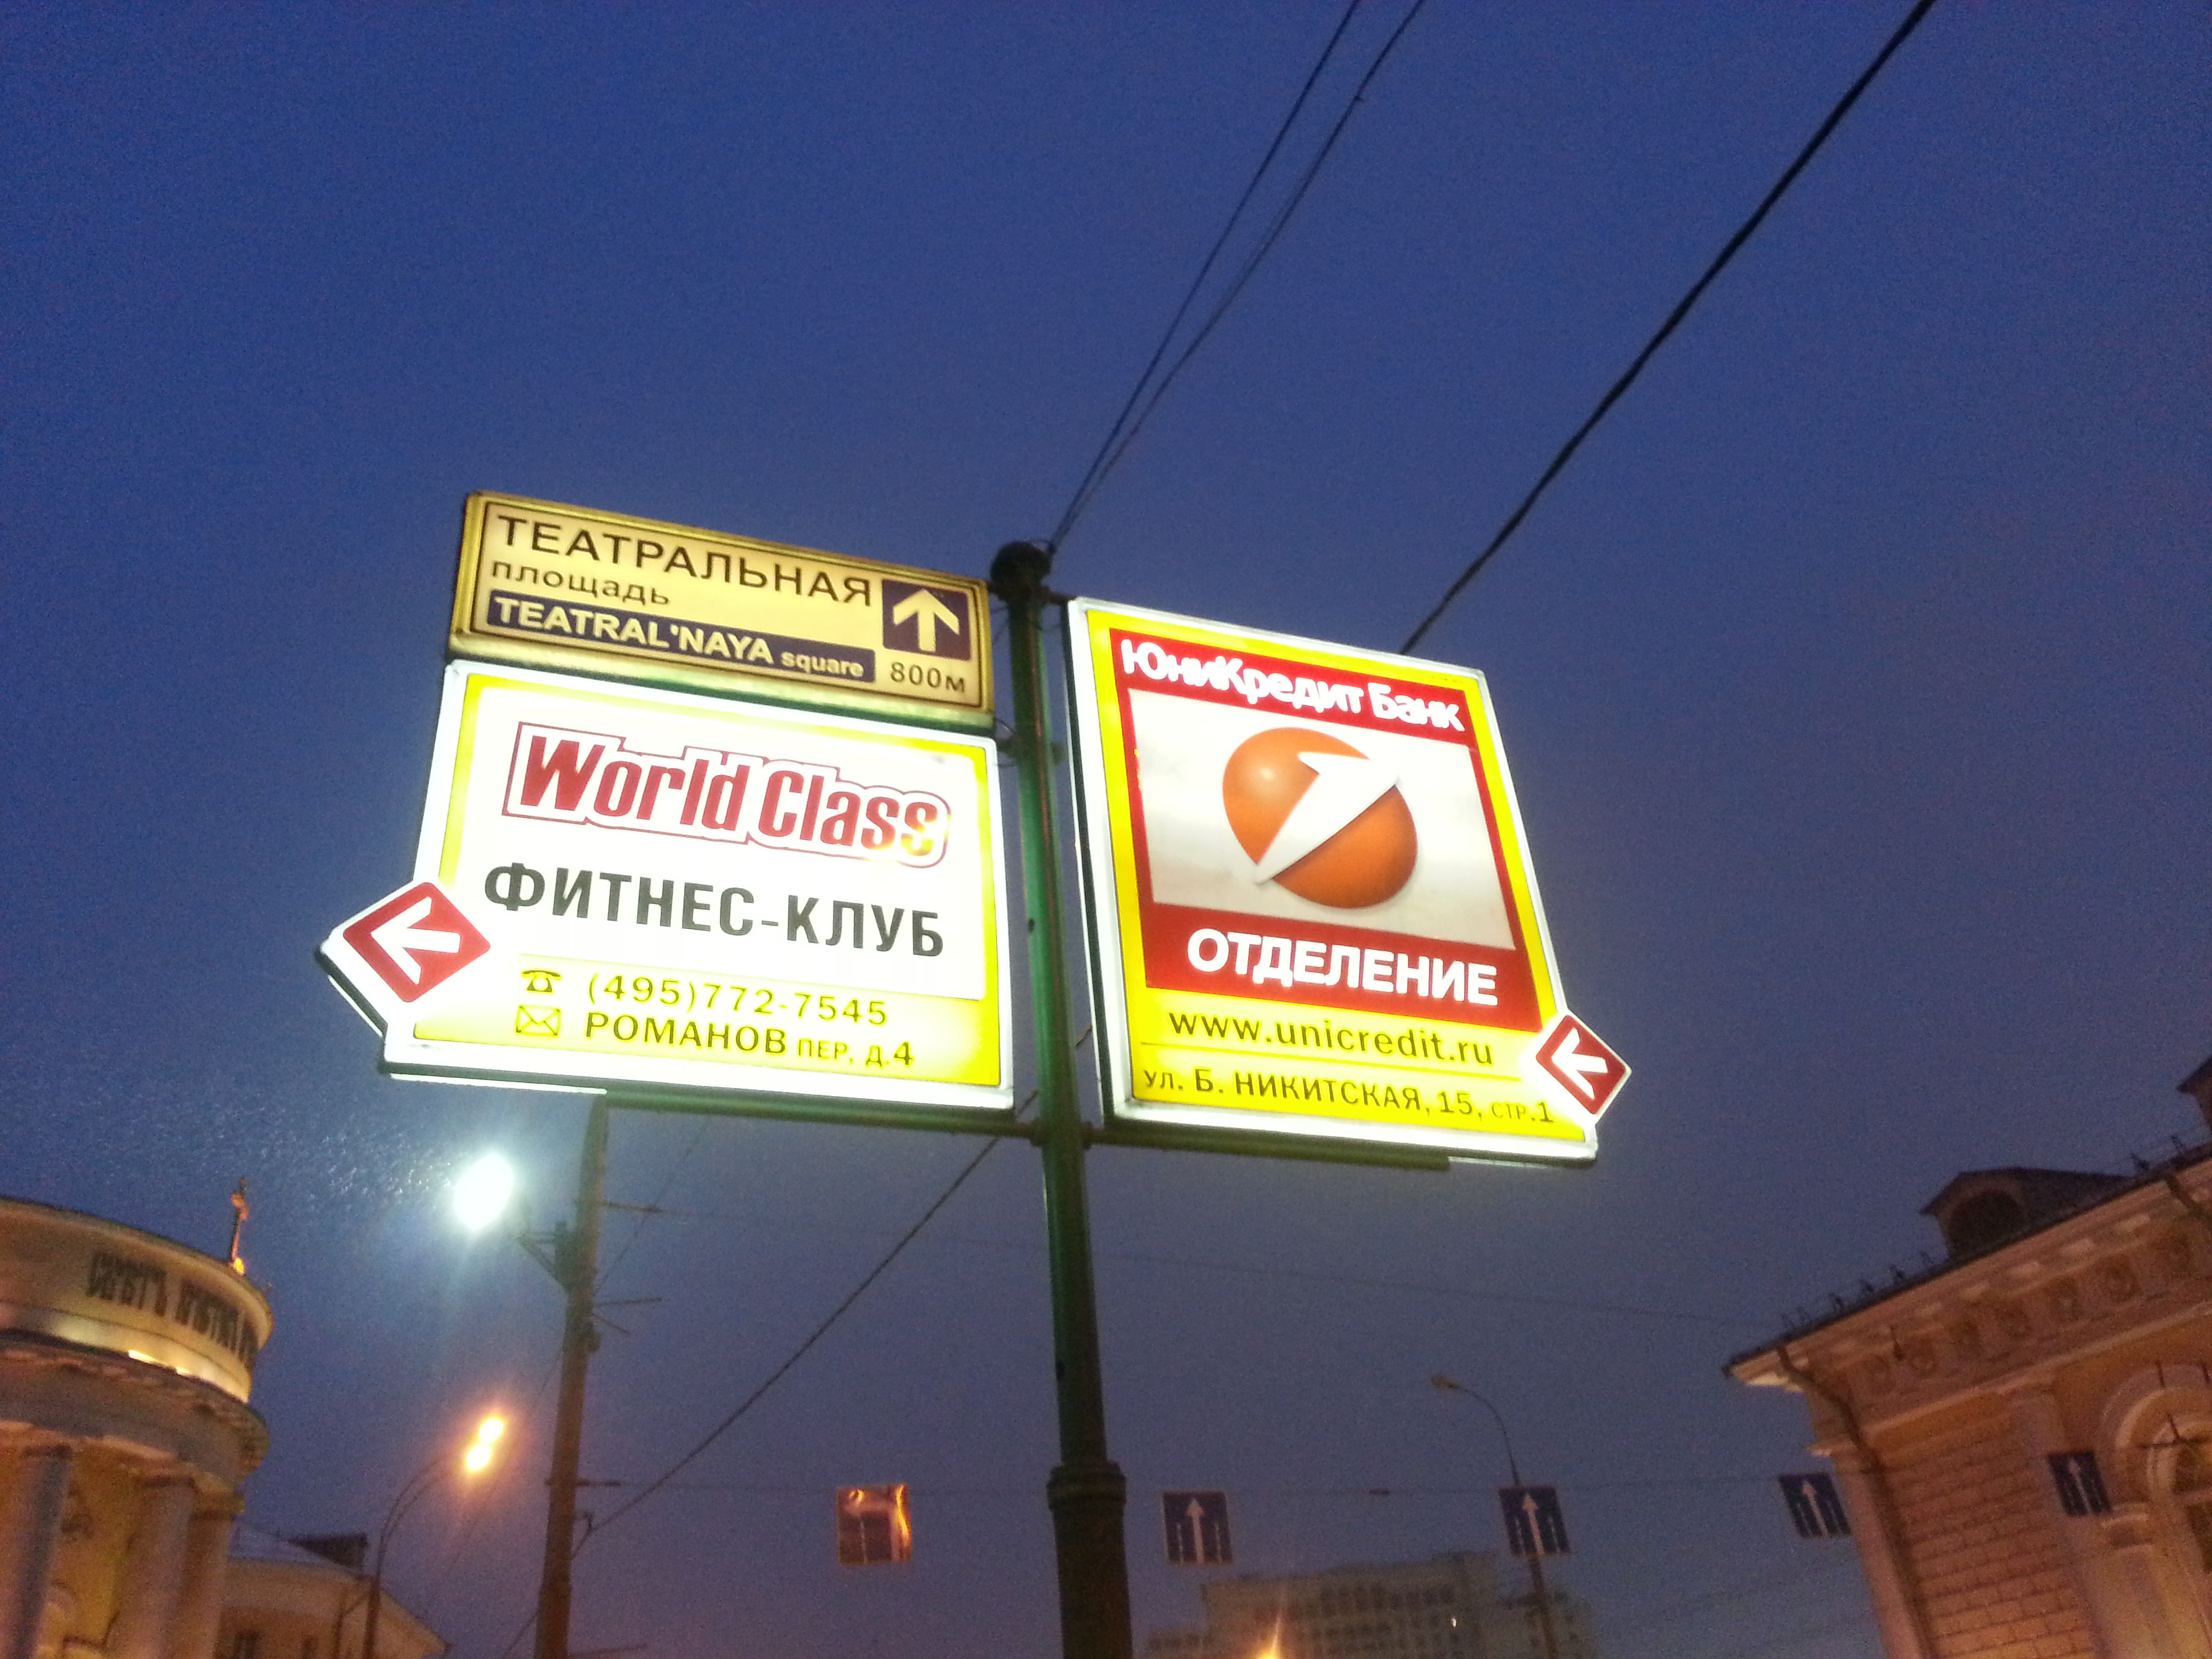 ТЕАТРАЛЬНАЯ
площадь
TEATRAL'NAYA square
800м
World Class
ФИТНЕС-КЛУБ
(495)772-7545
РОМАНОВ ПЕР. Д.4
ЮниКредит Банк
ОТДЕЛЕНИЕ
www.unicredit.ru
ул. Б. НИКИТСКАЯ, 15, СТР.1